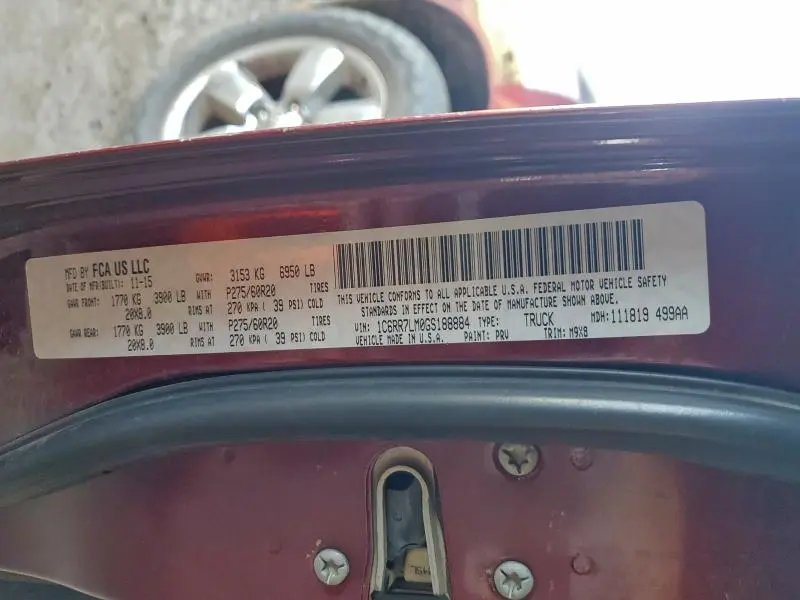 MFD BY FCA US LLC
DATE OF MFR(BUILT): 11-15 GVWR: 3153 KG 6950 LB
GAWR FRONT: 1770 KG 3900 LB WITH P275/60R20 TIRES
20X8.0 RIMS AT 270 KPA ( 39 PSI) COLD
GAWR REAR: 1770 KG 3900 LB WITH P275/60R20 TIRES
20X8.0 RIMS AT 270 KPA ( 39 PSI) COLD
THIS VEHICLE CONFORMS TO ALL APPLICABLE U.S.A. FEDERAL MOTOR VEHICLE SAFETY
STANDARDS IN EFFECT ON THE DATE OF MANUFACTURE SHOWN ABOVE.
VIN: 1C6RR7LM0GS188884 TYPE: TRUCK MDH: 111819 499AA
VEHICLE MADE IN U.S.A. PAINT: PRV TRIM: M9X8